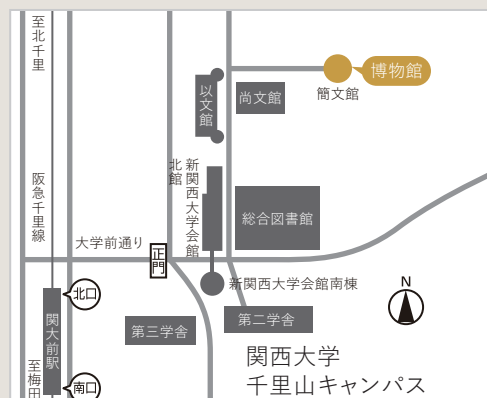 至北千里
阪急千里線
大学前通り
正門
北口
関大前駅
至梅田
南口
以文館
尚文館
簡文館
博物館
新関西大学会館
北館
総合図書館
新関西大学会館南棟
第二学舎
第三学舎
N
関西大学
千里山キャンパス